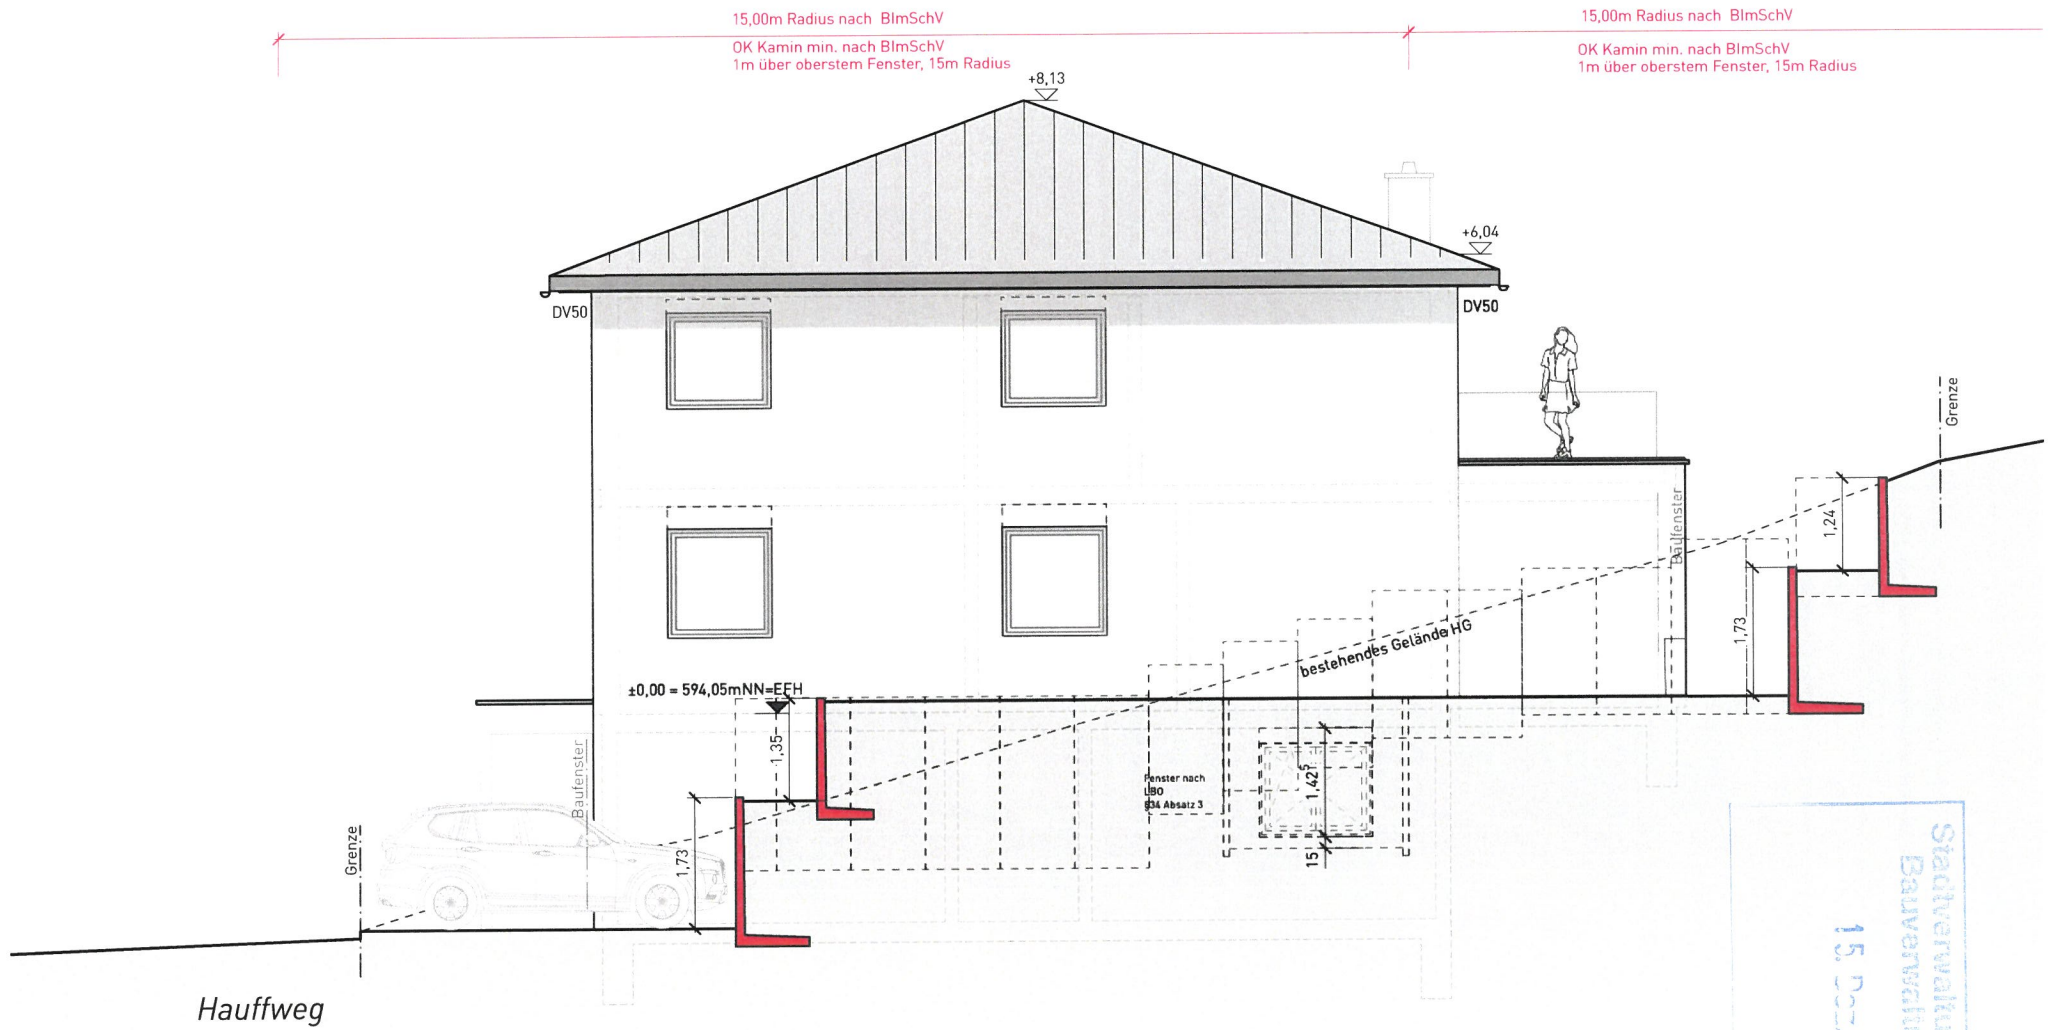 15,00m Radius nach BImSchV
OK Kamin min. nach BImSchV
1m über oberstem Fenster, 15m Radius
15,00m Radius nach BImSchV
OK Kamin min. nach BImSchV
1m über oberstem Fenster, 15m Radius
+8,13
+6,04
DV50
DV50
Grenze
1,24
Baufenster
1,73
bestehendes Gelände HG
±0,00 = 594,05mNN=EFH
1,35
Baufenster
Fenster nach
LBO
§34 Absatz 3
1,42⁵
15
1,73
Grenze
Hauffweg
15.